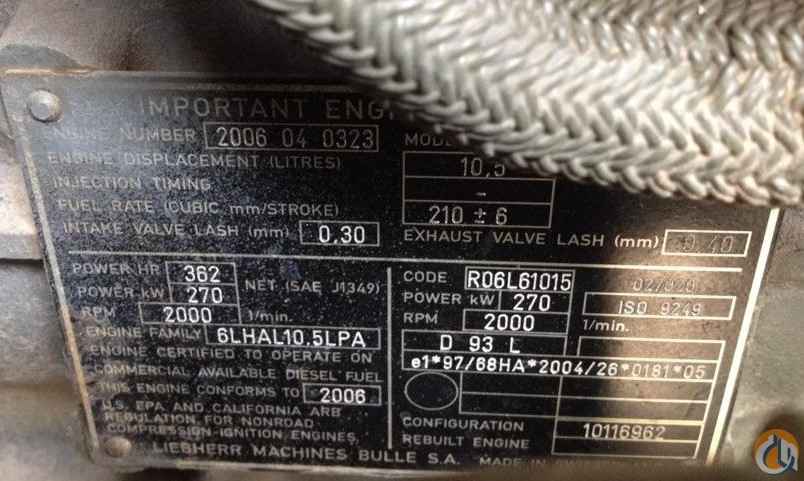 IMPORTANT
ENGINE NUMBER 2006 04 0323
ENGINE DISPLACEMENT (LITRES) 10,5
INJECTION TIMING -
FUEL RATE (CUBIC mm/STROKE) 210 ± 6
INTAKE VALVE LASH (mm) 0.30 EXHAUST VALVE LASH (mm) 0.40
POWER HP 362
POWER kW 270 NET (SAE J1349)
RPM 2000 1/min.
ENGINE FAMILY 6LHAL10.5LPA
ENGINE CERTIFIED TO OPERATE ON
COMMERCIAL AVAILABLE DIESEL FUEL
THIS ENGINE CONFORMS TO 2006
U.S. EPA AND CALIFORNIA ARB
REGULATION FOR NONROAD
COMPRESSION-IGNITION ENGINES
CODE R06L61015
POWER kW 270 ISO 9249
RPM 2000 1/min.
D 93 L
e1*97/68HA*2004/26*0181*05
CONFIGURATION 10116962
REBUILT ENGINE
LIEBHERR MACHINES BULLE S.A. MADE IN